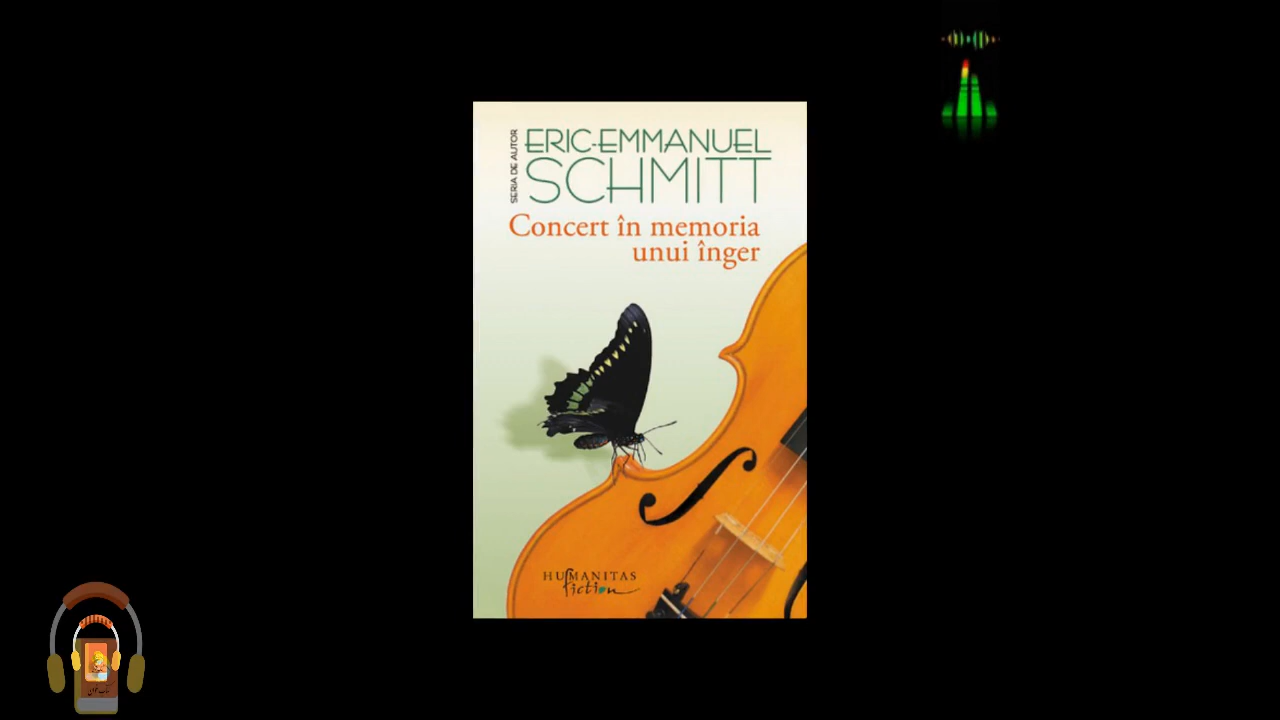 SERIA DE AUTOR
ERIC-EMMANUEL
SCHMITT
Concert în memoria
unui înger
HUMANITAS
fiction